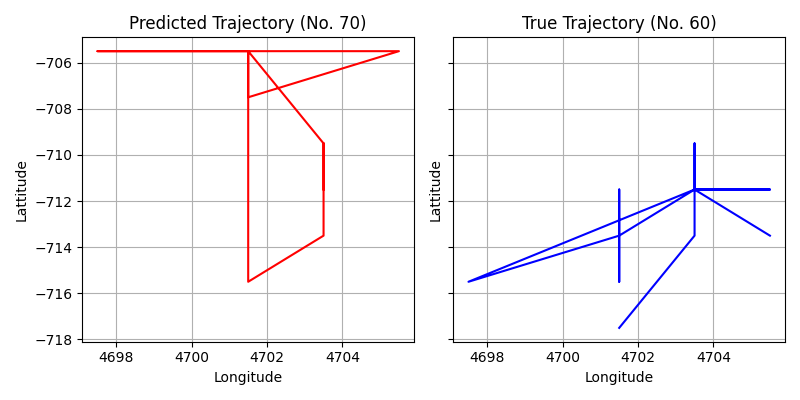 Predicted Trajectory (No. 70)
Lattitude
−706
−708
−710
−712
−714
−716
−718
4698 4700 4702 4704
Longitude
True Trajectory (No. 60)
Lattitude
4698 4700 4702 4704
Longitude